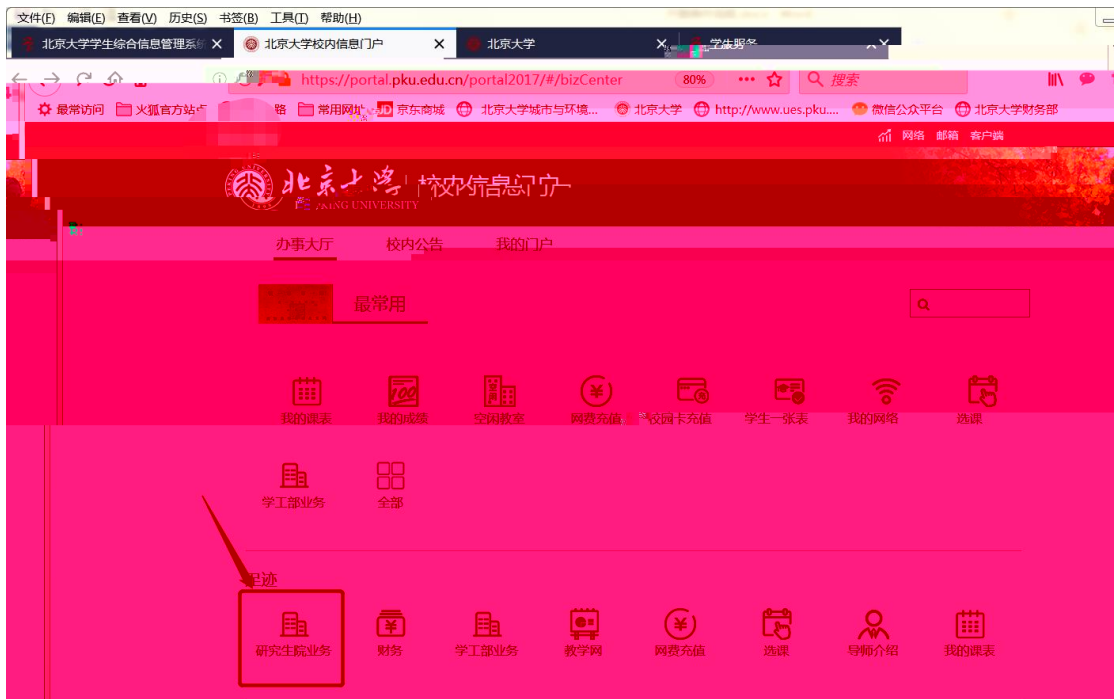 文件(F) 编辑(E) 查看(V) 历史(S) 书签(B) 工具(T) 帮助(H)
北京大学学生综合信息管理系统 北京大学校内信息门户 北京大学 学生服务
https://portal.pku.edu.cn/portal2017/#/bizCenter 80% 搜索
最常访问 火狐官方站点 常用网址 京东商城 北京大学城市与环境... 北京大学 http://www.ues.pku.... 微信公众平台 北京大学财务部
网络 邮箱 客户端
北京大学 校内信息门户
PEKING UNIVERSITY
办事大厅 校内公告 我的门户
最常用
我的课表 我的成绩 空闲教室 网费充值 校园卡充值 学生一张表 我的网络 选课
学工部业务 全部
足迹
研究生院业务 财务 学工部业务 教学网 网费充值 选课 导师介绍 我的课表